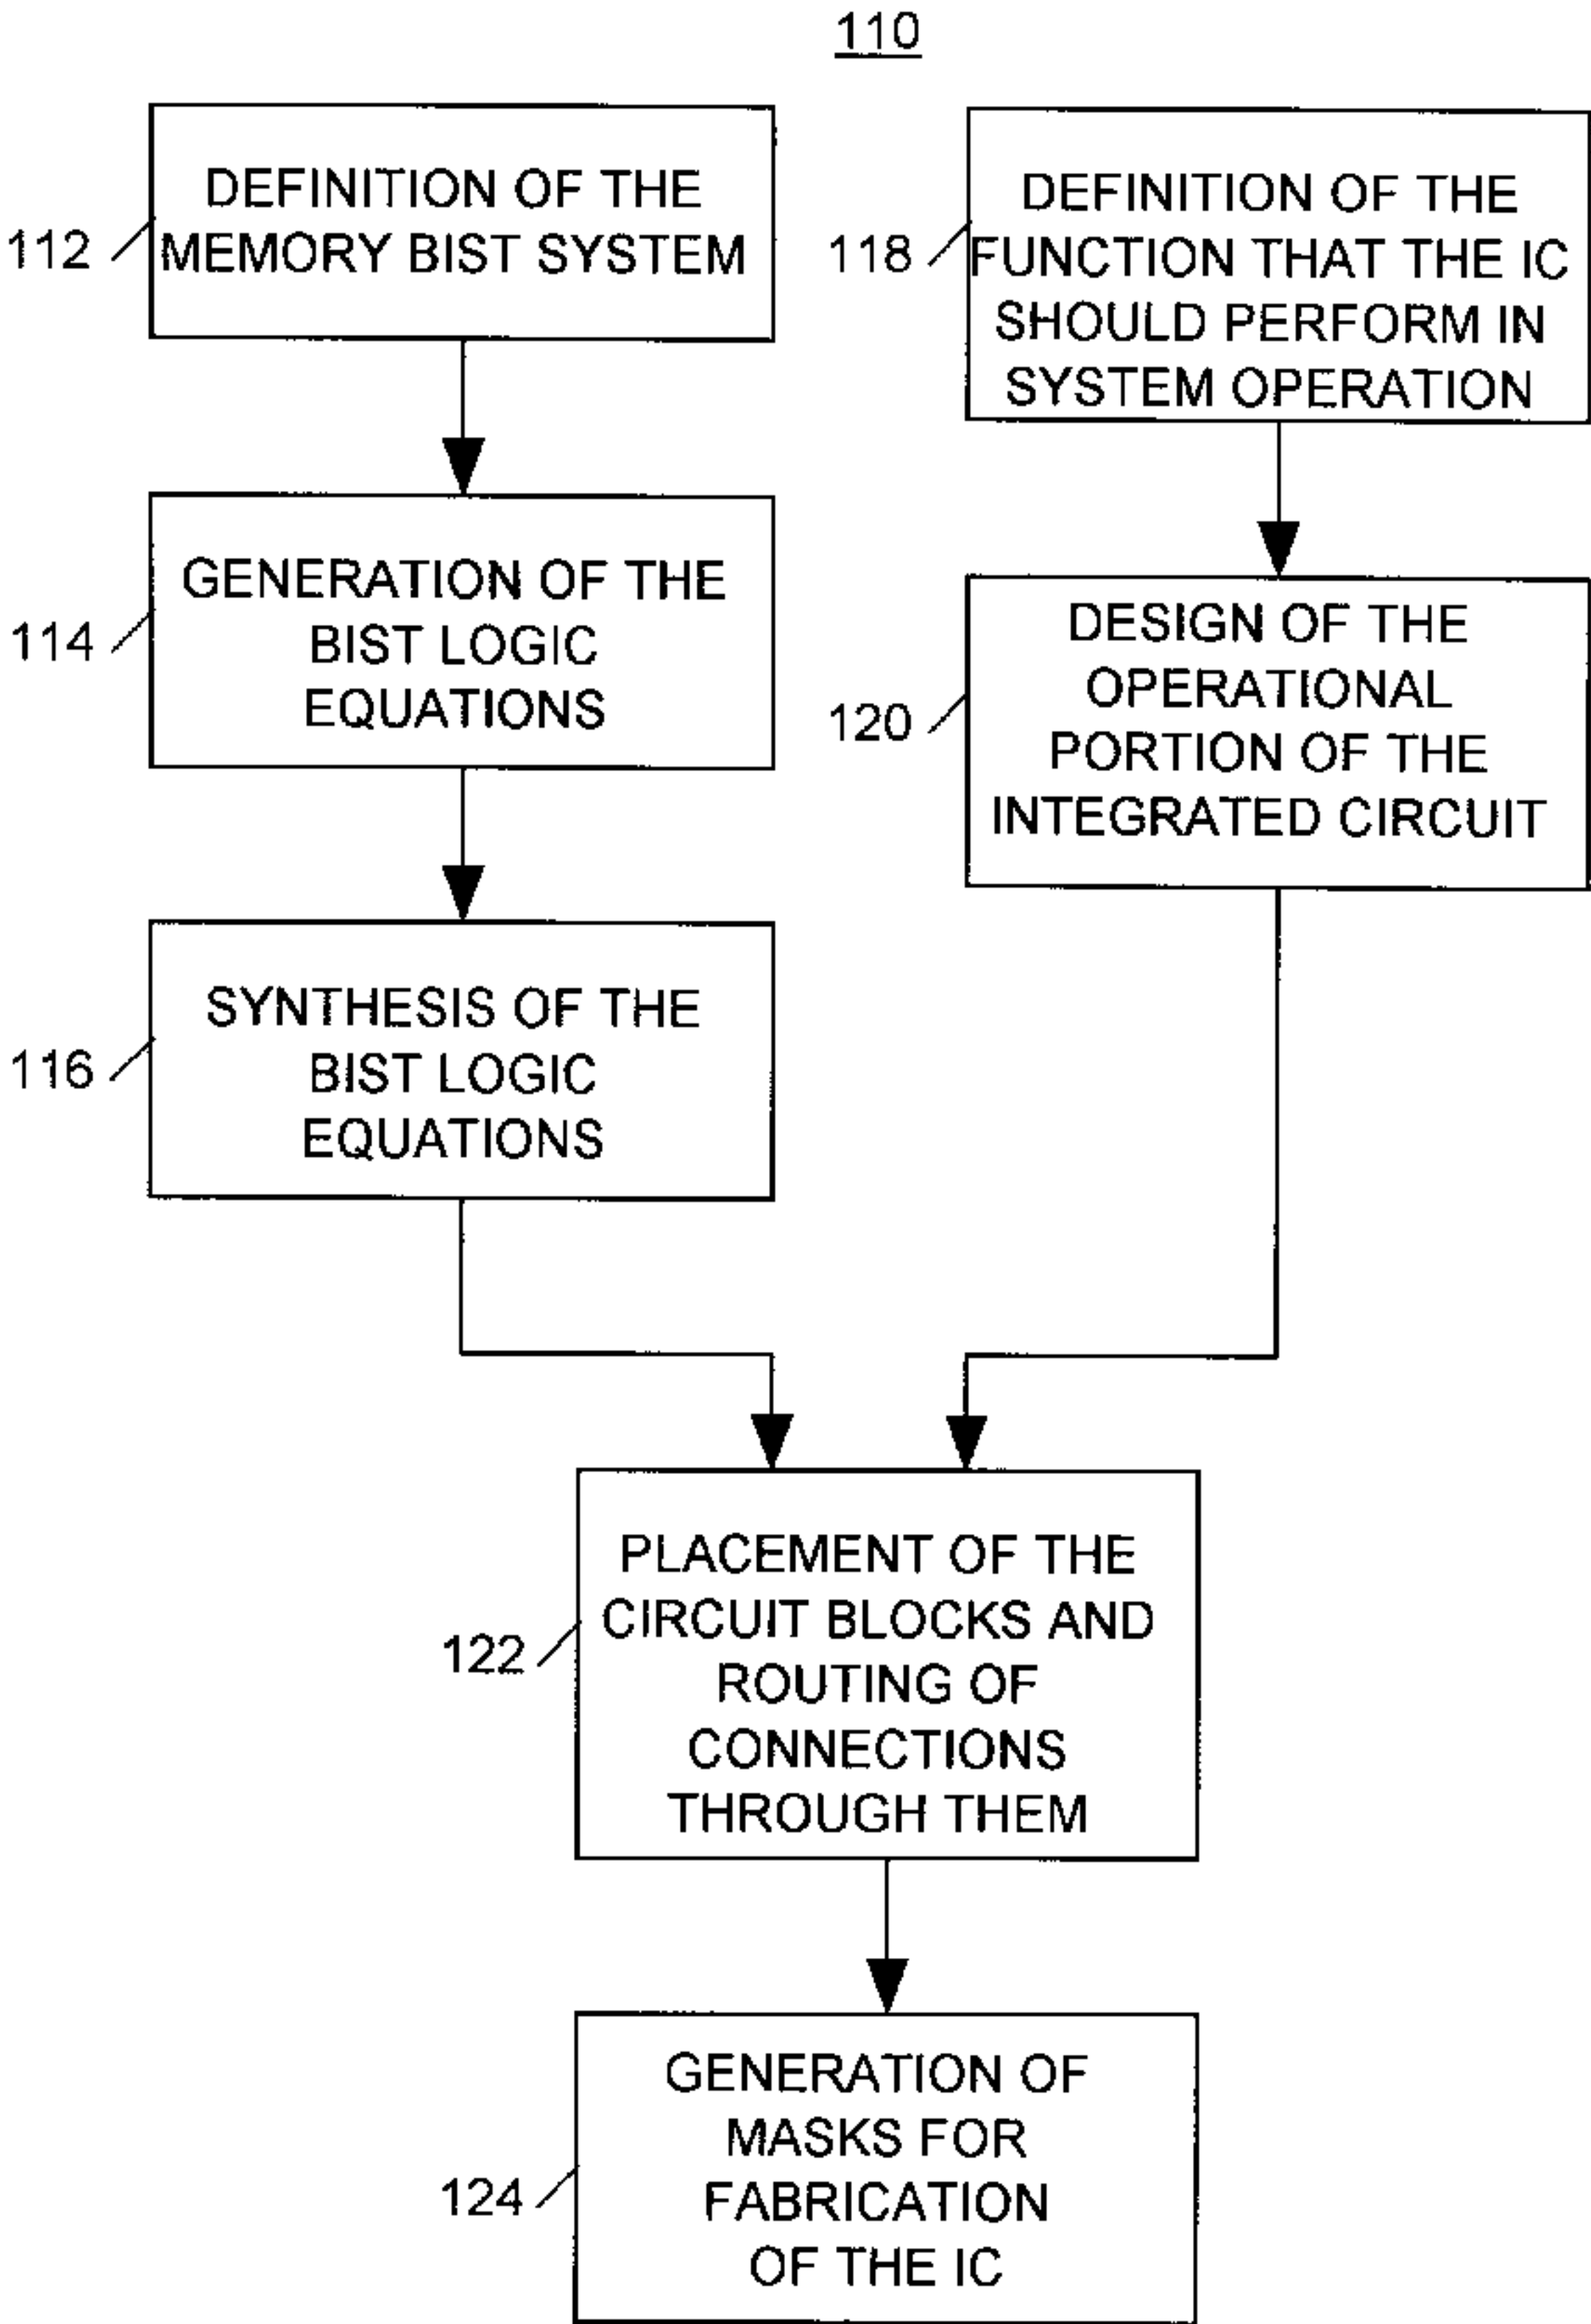 110
112
DEFINITION OF THE
MEMORY BIST SYSTEM
114
GENERATION OF THE
BIST LOGIC
EQUATIONS
116
SYNTHESIS OF THE
BIST LOGIC
EQUATIONS
118
DEFINITION OF THE
FUNCTION THAT THE IC
SHOULD PERFORM IN
SYSTEM OPERATION
120
DESIGN OF THE
OPERATIONAL
PORTION OF THE
INTEGRATED CIRCUIT
122
PLACEMENT OF THE
CIRCUIT BLOCKS AND
ROUTING OF
CONNECTIONS
THROUGH THEM
124
GENERATION OF
MASKS FOR
FABRICATION
OF THE IC